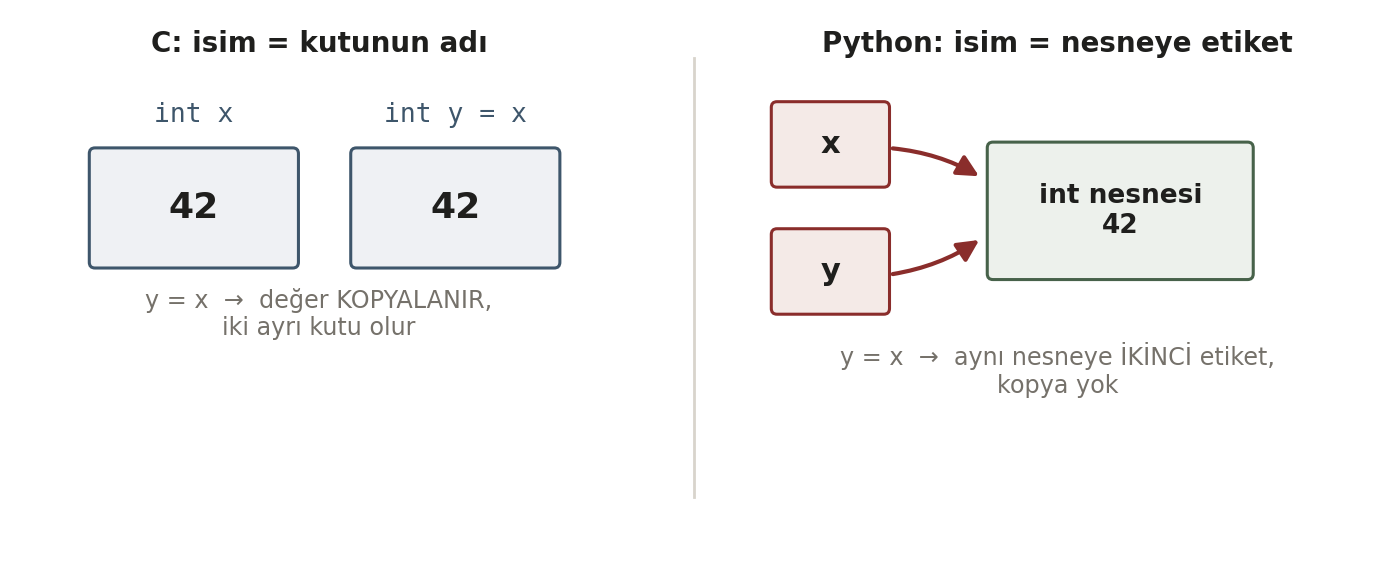 C: isim = kutunun adı
int x
int y = x
42
42
y = x → değer KOPYALANIR,
iki ayrı kutu olur
Python: isim = nesneye etiket
x
y
int nesnesi
42
y = x → aynı nesneye İKİNCİ etiket,
kopya yok